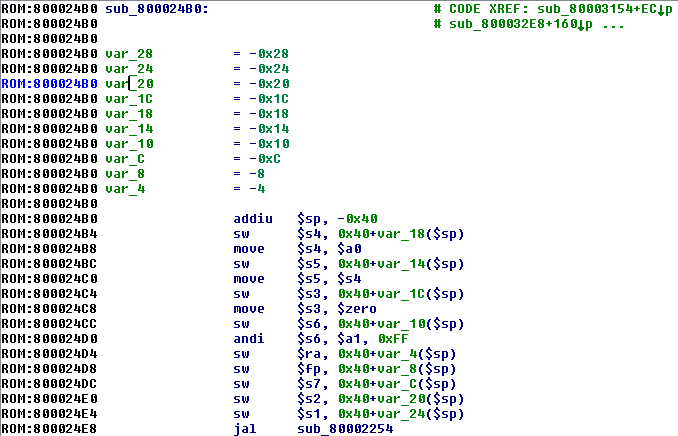 ROM:800024B0 sub_800024B0: # CODE XREF: sub_80003154+EC↓p
ROM:800024B0 # sub_800032E8+160↓p ...
ROM:800024B0
ROM:800024B0 var_28 = -0x28
ROM:800024B0 var_24 = -0x24
ROM:800024B0 var_20 = -0x20
ROM:800024B0 var_1C = -0x1C
ROM:800024B0 var_18 = -0x18
ROM:800024B0 var_14 = -0x14
ROM:800024B0 var_10 = -0x10
ROM:800024B0 var_C = -0xC
ROM:800024B0 var_8 = -8
ROM:800024B0 var_4 = -4
ROM:800024B0
ROM:800024B0 addiu $sp, -0x40
ROM:800024B4 sw $s4, 0x40+var_18($sp)
ROM:800024B8 move $s4, $a0
ROM:800024BC sw $s5, 0x40+var_14($sp)
ROM:800024C0 move $s5, $s4
ROM:800024C4 sw $s3, 0x40+var_1C($sp)
ROM:800024C8 move $s3, $zero
ROM:800024CC sw $s6, 0x40+var_10($sp)
ROM:800024D0 andi $s6, $a1, 0xFF
ROM:800024D4 sw $ra, 0x40+var_4($sp)
ROM:800024D8 sw $fp, 0x40+var_8($sp)
ROM:800024DC sw $s7, 0x40+var_C($sp)
ROM:800024E0 sw $s2, 0x40+var_20($sp)
ROM:800024E4 sw $s1, 0x40+var_24($sp)
ROM:800024E8 jal sub_80002254